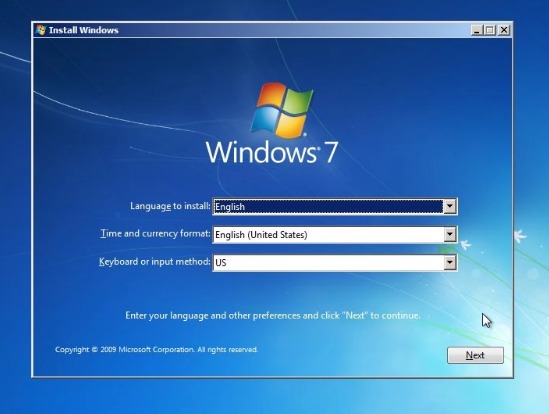 Install Windows
Windows 7
Language to install: English
Time and currency format: English (United States)
Keyboard or input method: US
Enter your language and other preferences and click "Next" to continue.
Copyright © 2009 Microsoft Corporation. All rights reserved.
Next